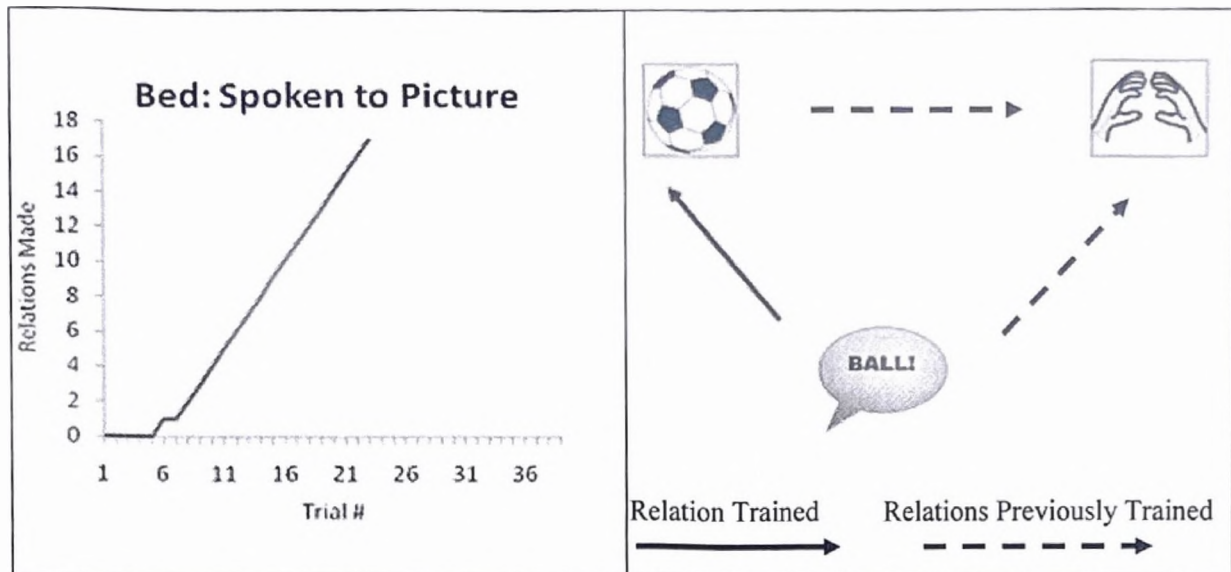 Bed: Spoken to Picture
18
16
14
12
10
8
6
4
2
0
Relations Made
1 6 11 16 21 26 31 36
Trial #
BALL!
Relation Trained Relations Previously Trained